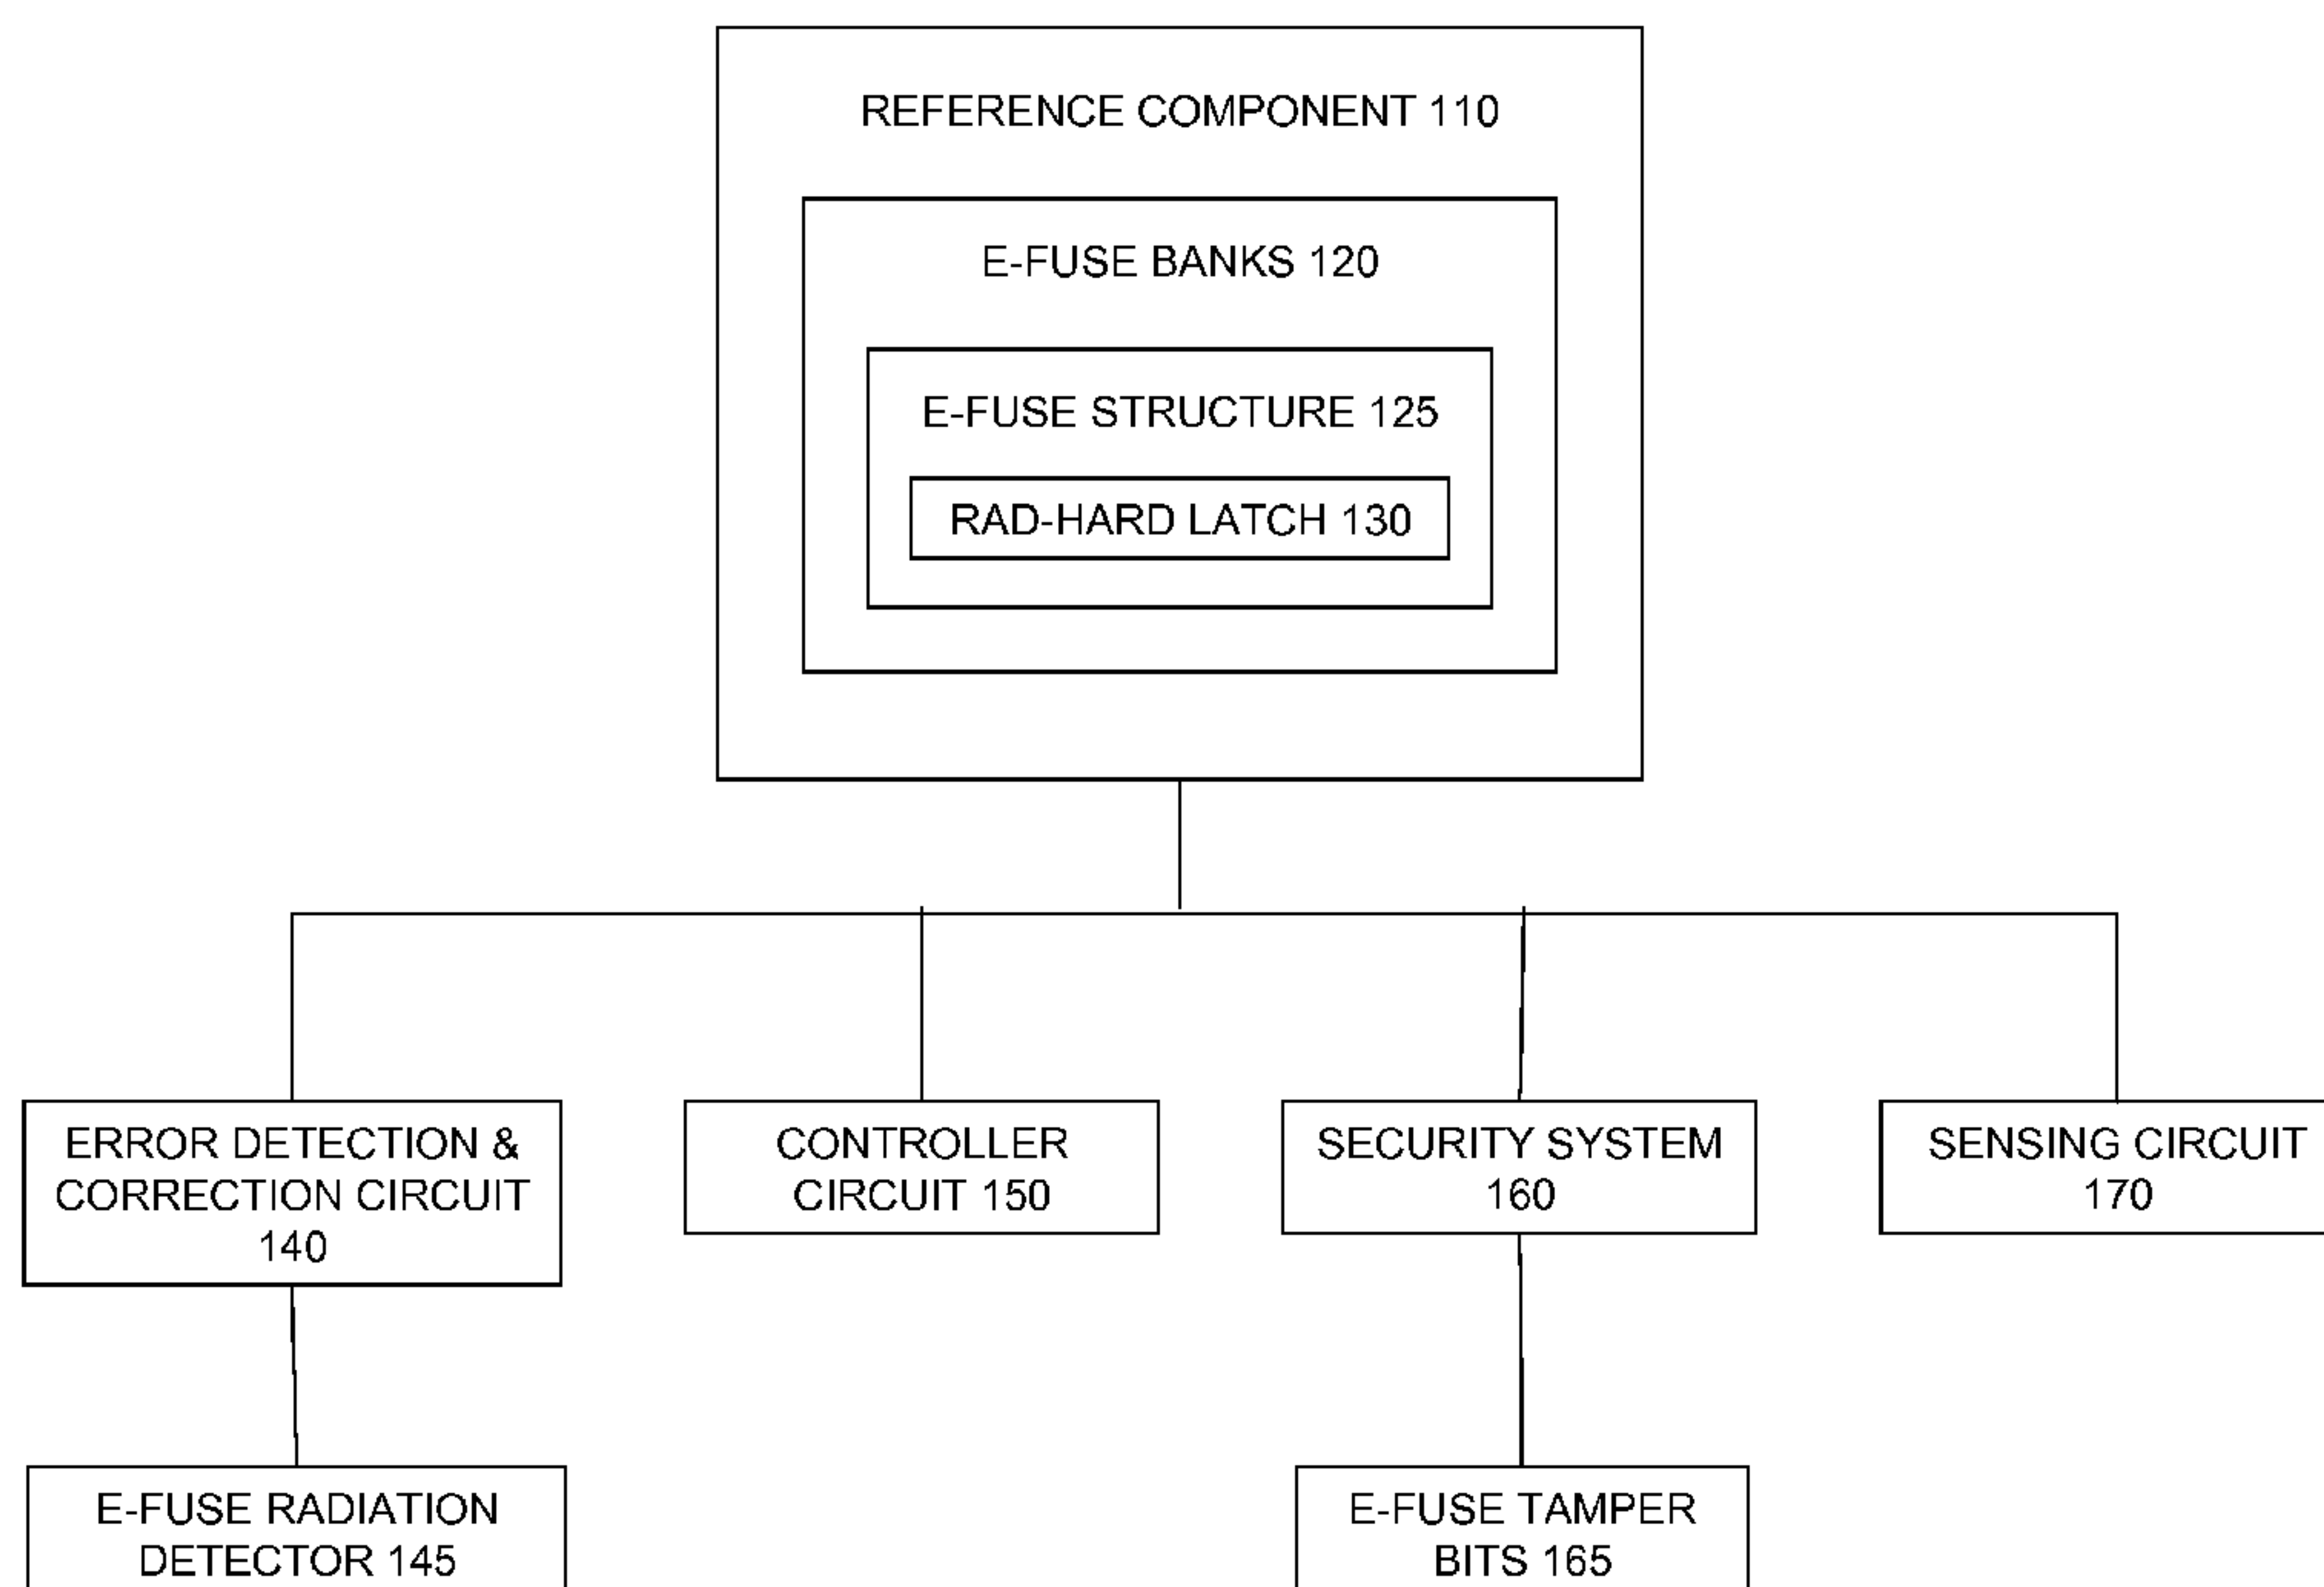 REFERENCE COMPONENT 110
E-FUSE BANKS 120
E-FUSE STRUCTURE 125
RAD-HARD LATCH 130
ERROR DETECTION &
CORRECTION CIRCUIT
140
CONTROLLER
CIRCUIT 150
SECURITY SYSTEM
160
SENSING CIRCUIT
170
E-FUSE RADIATION
DETECTOR 145
E-FUSE TAMPER
BITS 165